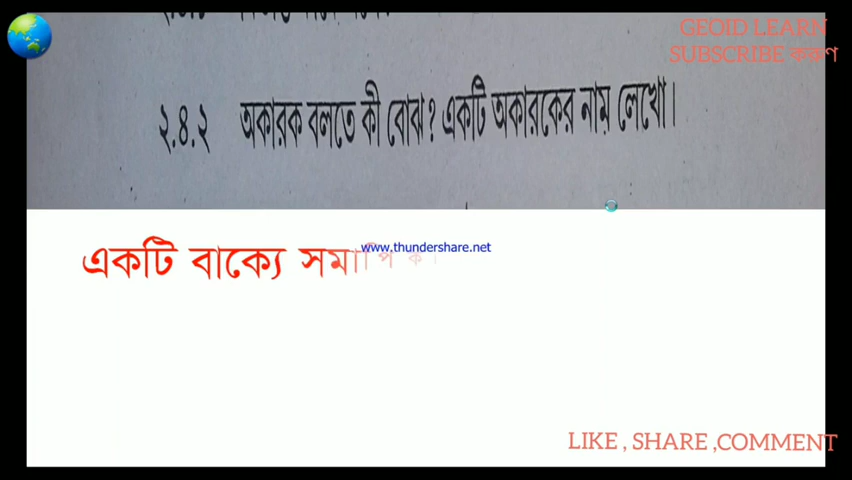 GEOID LEARN
SUBSCRIBE করুণ
২.৪.২ অকারক বলতে কী বোঝ? একটি অকারকের নাম লেখো।
একটি বাক্যে
www.thundershare.net
LIKE , SHARE ,COMMENT